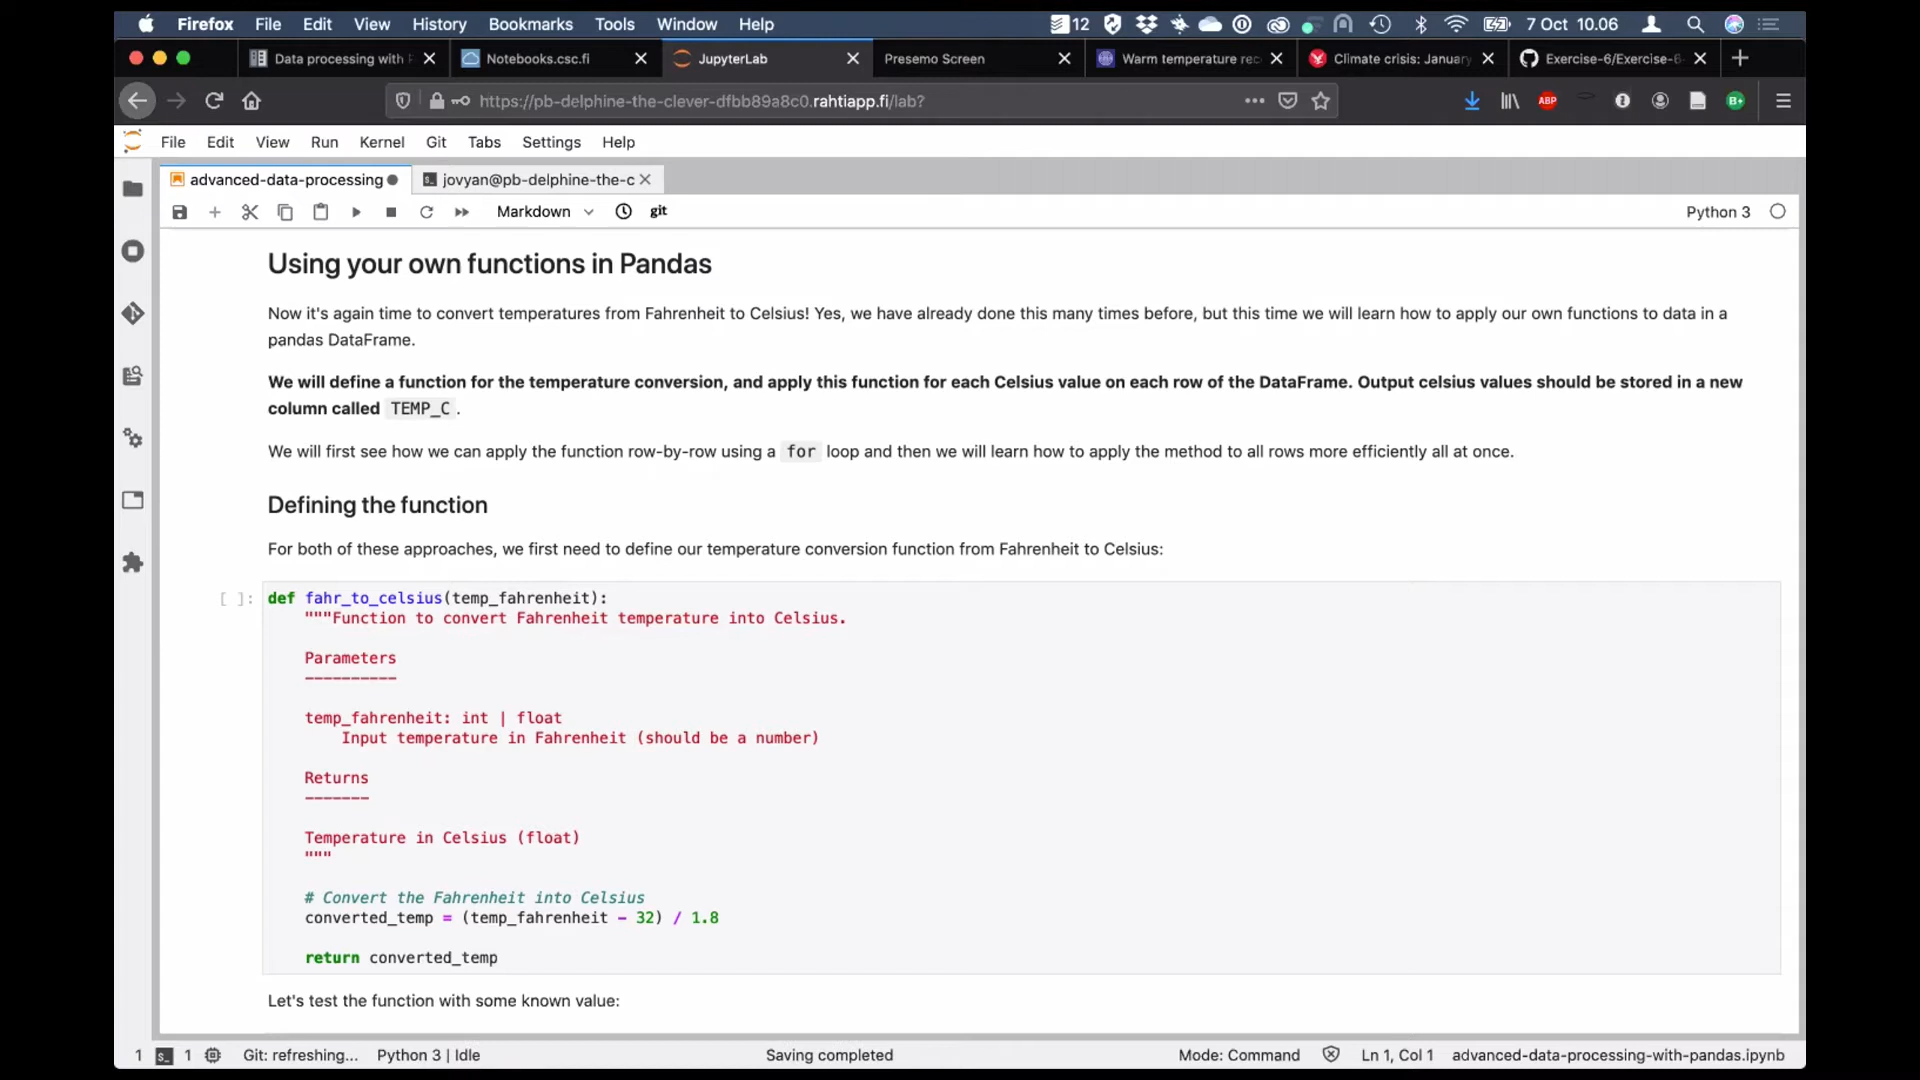 Firefox File Edit View History Bookmarks Tools Window Help 12 7 Oct 10.06
Data processing with P Notebooks.csc.fi JupyterLab Presemo Screen Warm temperature rec Climate crisis: January Exercise-6/Exercise-6-
https://pb-delphine-the-clever-dfbb89a8c0.rahtiapp.fi/lab? ABP B+
File Edit View Run Kernel Git Tabs Settings Help
advanced-data-processing jovyan@pb-delphine-the-c
Markdown git Python 3
Using your own functions in Pandas
Now it's again time to convert temperatures from Fahrenheit to Celsius! Yes, we have already done this many times before, but this time we will learn how to apply our own functions to data in a
pandas DataFrame.
We will define a function for the temperature conversion, and apply this function for each Celsius value on each row of the DataFrame. Output celsius values should be stored in a new
column called TEMP_C .
We will first see how we can apply the function row-by-row using a for loop and then we will learn how to apply the method to all rows more efficiently all at once.
Defining the function
For both of these approaches, we first need to define our temperature conversion function from Fahrenheit to Celsius:
[ ]: def fahr_to_celsius(temp_fahrenheit):
"""Function to convert Fahrenheit temperature into Celsius.
Parameters
----------
temp_fahrenheit: int | float
Input temperature in Fahrenheit (should be a number)
Returns
-------
Temperature in Celsius (float)
"""
# Convert the Fahrenheit into Celsius
converted_temp = (temp_fahrenheit - 32) / 1.8
return converted_temp
Let's test the function with some known value:
1 1 Git: refreshing... Python 3 | Idle Saving completed Mode: Command Ln 1, Col 1 advanced-data-processing-with-pandas.ipynb